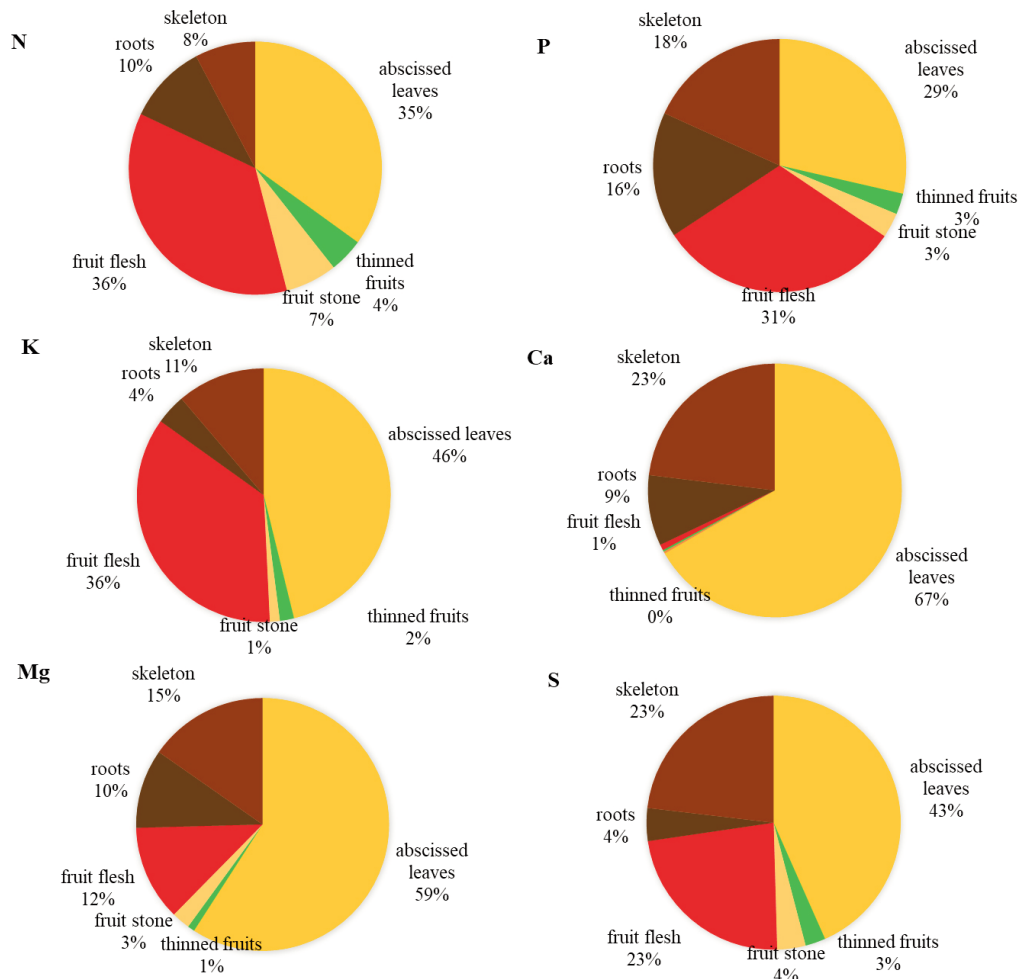 N
skeleton
8%
roots
10%
abscissed
leaves
35%
fruit flesh
36%
fruit stone
7%
thinned
fruits
4%
P
skeleton
18%
abscissed
leaves
29%
roots
16%
thinned fruits
3%
fruit stone
3%
fruit flesh
31%
K
skeleton
11%
roots
4%
abscissed leaves
46%
fruit flesh
36%
fruit stone
1%
thinned fruits
2%
Ca
skeleton
23%
roots
9%
fruit flesh
1%
thinned fruits
0%
abscissed
leaves
67%
Mg
skeleton
15%
roots
10%
abscissed
leaves
59%
fruit flesh
12%
fruit stone
3%
thinned fruits
1%
S
skeleton
23%
abscissed
leaves
43%
roots
4%
fruit flesh
23%
fruit stone
4%
thinned fruits
3%